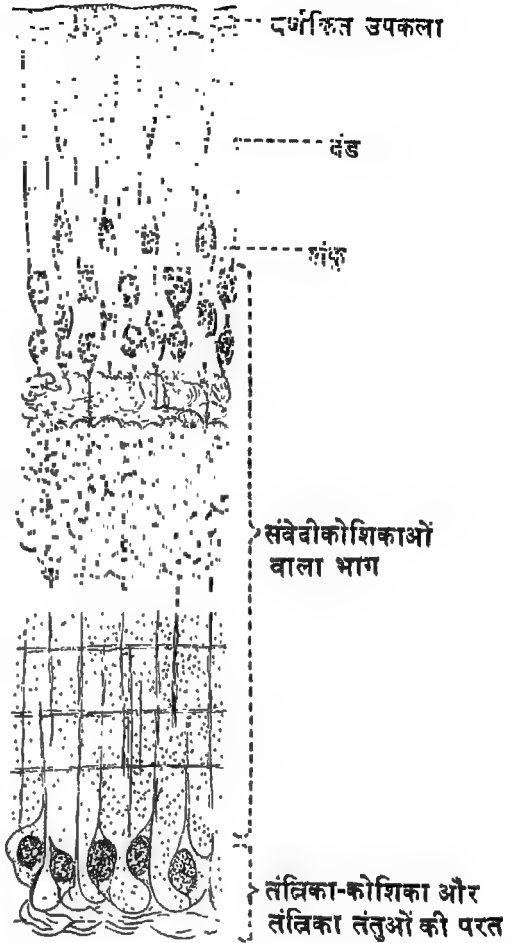 वर्णकित उपकला
दंड
शंकु
संवेदीकोशिकाओं
वाला भाग
तंत्रिका-कोशिका और
तंत्रिका तंतुओं की परत